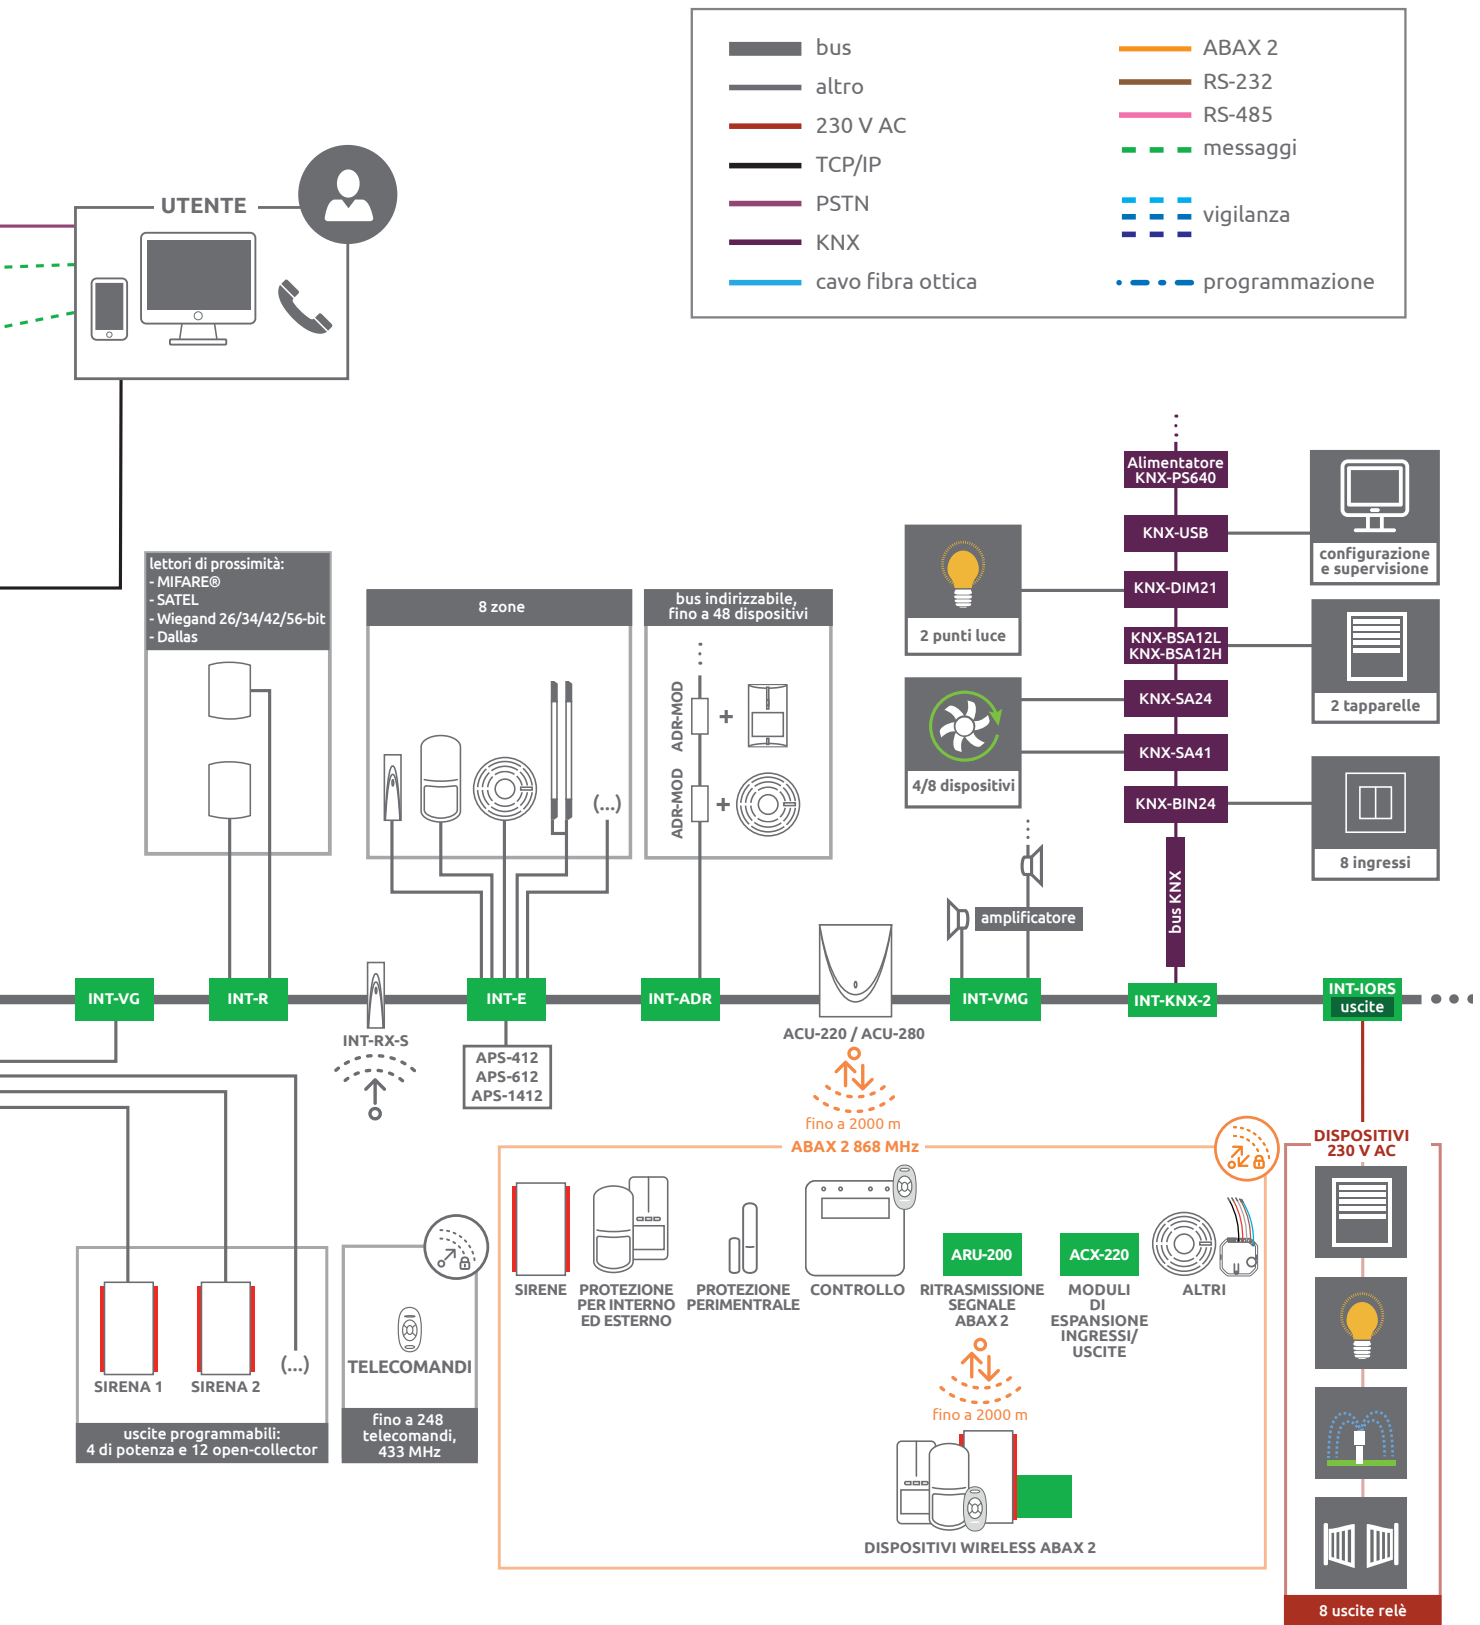 bus
altro
230 V AC
TCP/IP
PSTN
KNX
cavo fibra ottica
ABAX 2
RS-232
RS-485
messaggi
vigilanza
programmazione
UTENTE
lettori di prossimità:
- MIFARE®
- SATEL
- Wiegand 26/34/42/56-bit
- Dallas
8 zone
(...)
bus indirizzabile,
fino a 48 dispositivi
ADR-MOD
+
ADR-MOD
+
2 punti luce
4/8 dispositivi
Alimentatore
KNX-PS640
KNX-USB
KNX-DIM21
KNX-BSA12L
KNX-BSA12H
KNX-SA24
KNX-SA41
KNX-BIN24
bus KNX
configurazione
e supervisione
2 tapparelle
8 ingressi
amplificatore
INT-VG
INT-R
INT-RX-S
INT-E
APS-412
APS-612
APS-1412
INT-ADR
ACU-220 / ACU-280
INT-VMG
INT-KNX-2
INT-IORS
uscite
fino a 2000 m
ABAX 2 868 MHz
SIRENE
PROTEZIONE
PER INTERNO
ED ESTERNO
PROTEZIONE
PERIMENTRALE
CONTROLLO
ARU-200
RITRASMISSIONE
SEGNALE
ABAX 2
ACX-220
MODULI
DI
ESPANSIONE
INGRESSI/
USCITE
ALTRI
fino a 2000 m
DISPOSITIVI WIRELESS ABAX 2
SIRENA 1
SIRENA 2
(...)
uscite programmabili:
4 di potenza e 12 open-collector
TELECOMANDI
fino a 248
telecomandi,
433 MHz
DISPOSITIVI
230 V AC
8 uscite relè